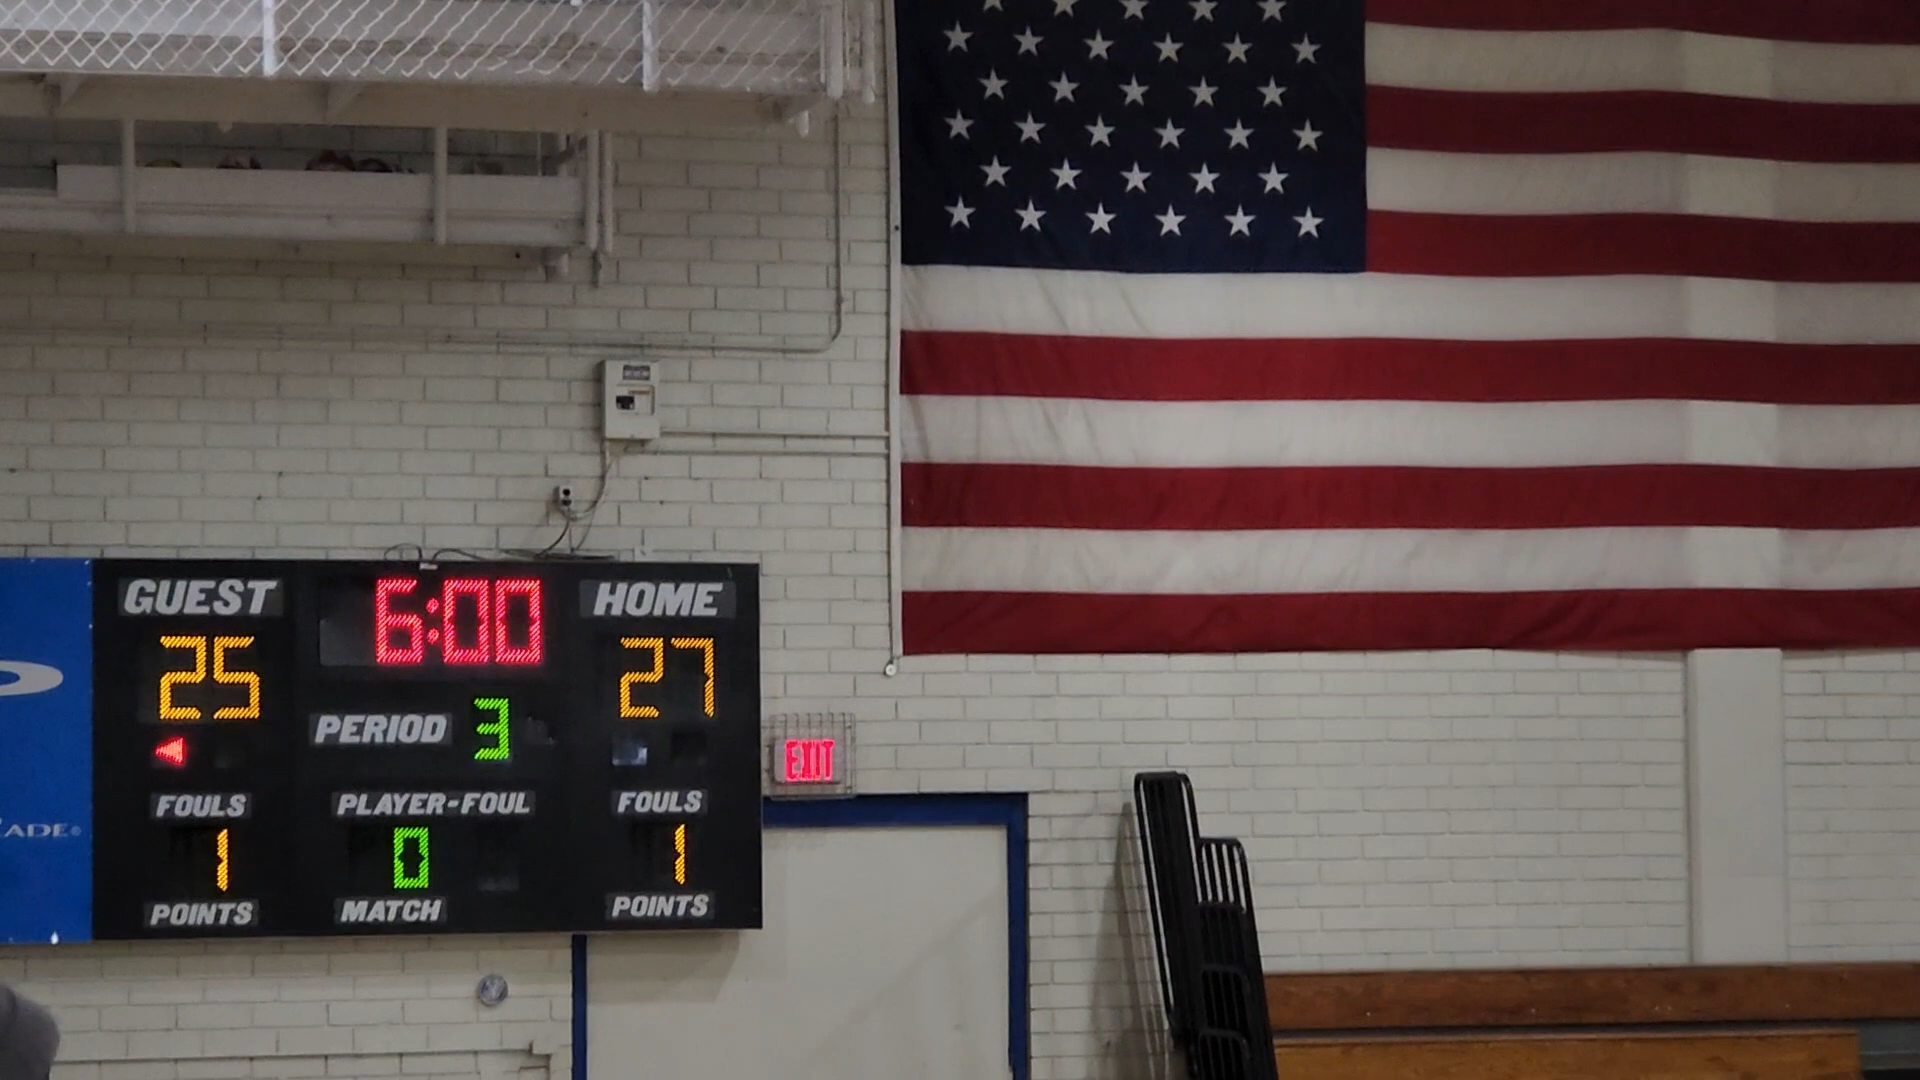 GUEST 6:00 HOME
25 27
PERIOD 3
EXIT
FOULS PLAYER-FOUL FOULS
1 0 1
POINTS MATCH POINTS
ADE®